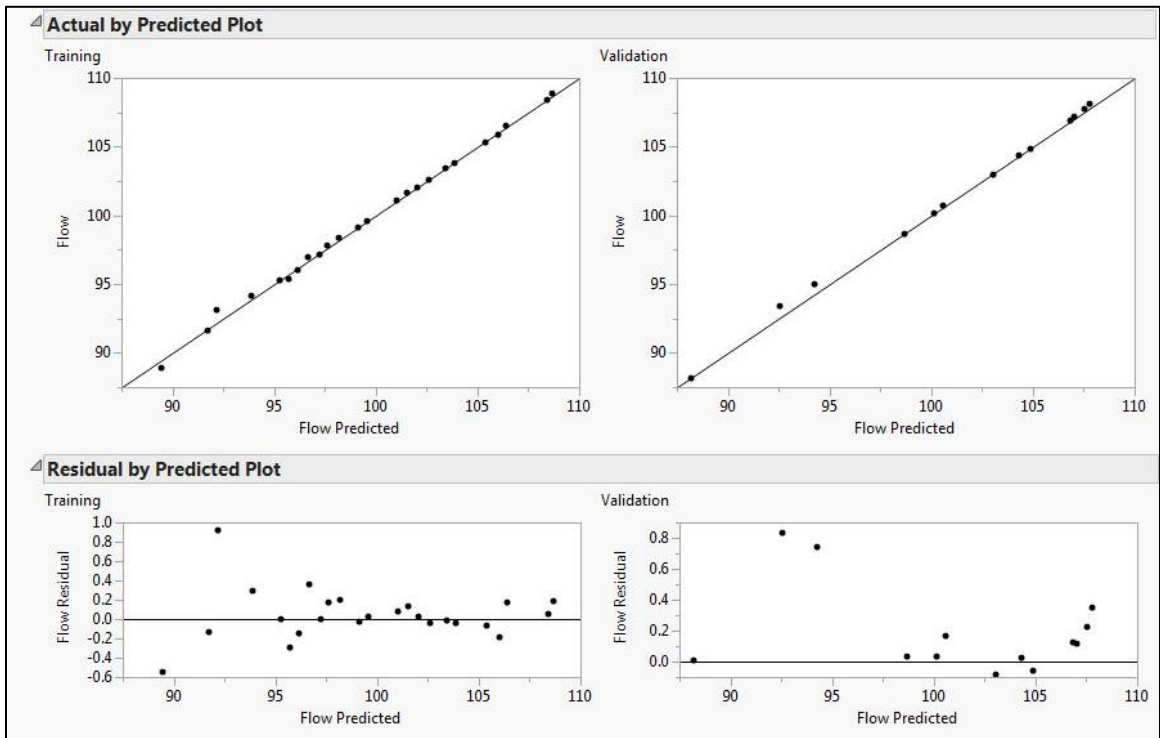 Actual by Predicted Plot
Training
Validation
110
105
100
95
90
Flow
90 95 100 105 110
Flow Predicted
110
105
100
95
90
Flow
90 95 100 105 110
Flow Predicted
Residual by Predicted Plot
Training
Validation
1.0
0.8
0.6
0.4
0.2
0.0
-0.2
-0.4
-0.6
Flow Residual
90 95 100 105 110
Flow Predicted
0.8
0.6
0.4
0.2
0.0
Flow Residual
90 95 100 105 110
Flow Predicted